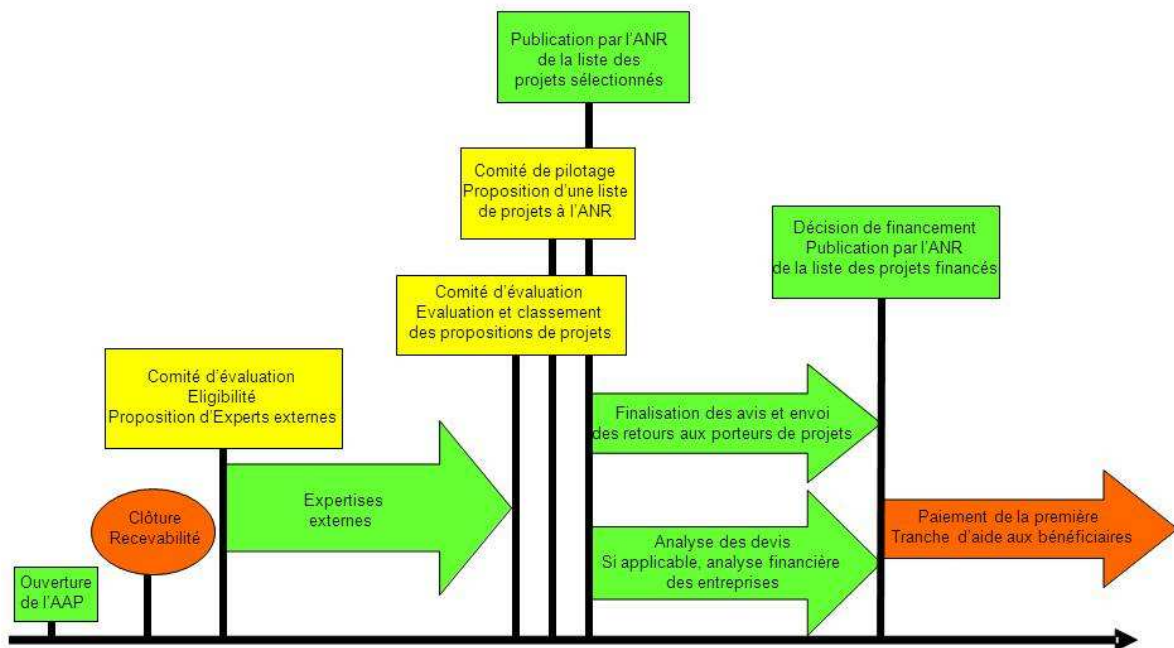 Publication par l'ANR
de la liste des
projets sélectionnés
Comité de pilotage
Proposition d'une liste
de projets à l'ANR
Décision de financement
Publication par l'ANR
de la liste des projets financés
Comité d'évaluation
Evaluation et classement
des propositions de projets
Comité d'évaluation
Eligibilité
Proposition d'Experts externes
Finalisation des avis et envoi
des retours aux porteurs de projets
Expertises
externes
Clôture
Recevabilité
Paiement de la première
Tranche d'aide aux bénéficiaires
Analyse des devis
Si applicable, analyse financière
des entreprises
Ouverture
de l'AAP